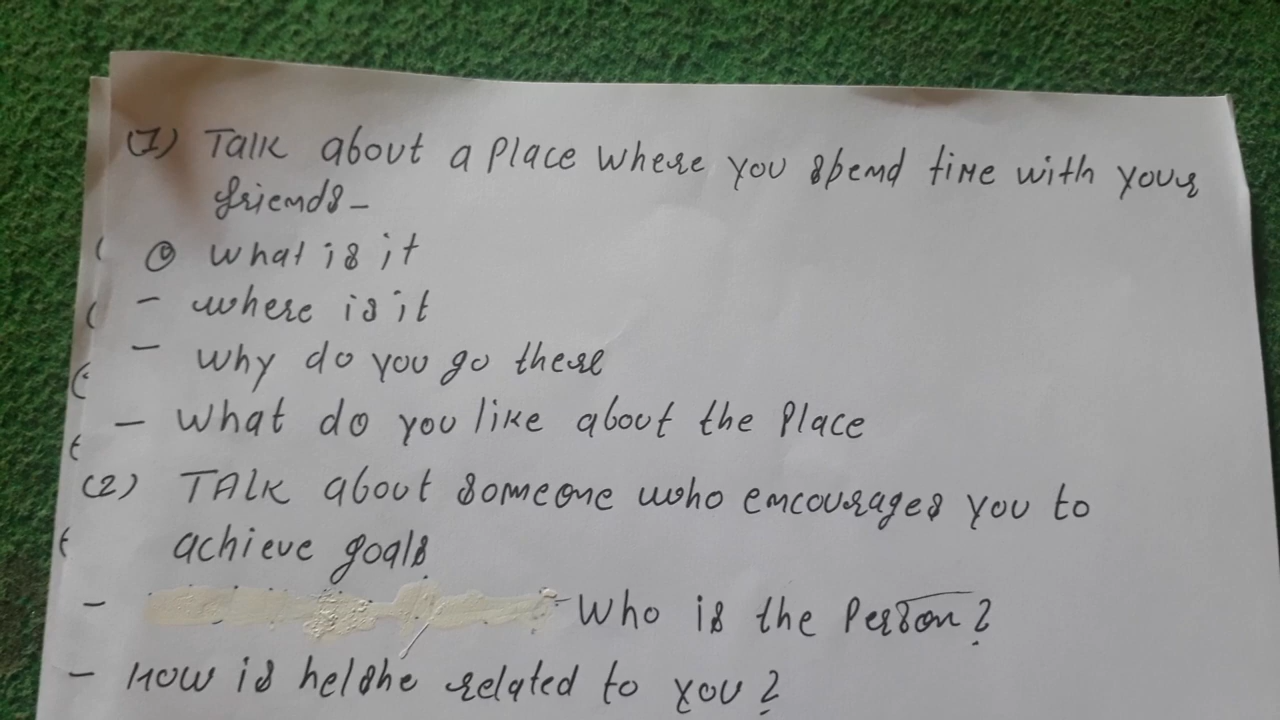 (1) Talk about a Place where you spend time with your
friends-
what is it
- where is it
- why do you go there
- what do you like about the Place
(2) TAlk about someone who encourages you to
achieve goals
- Who is the Person?
- How is he/she related to you?